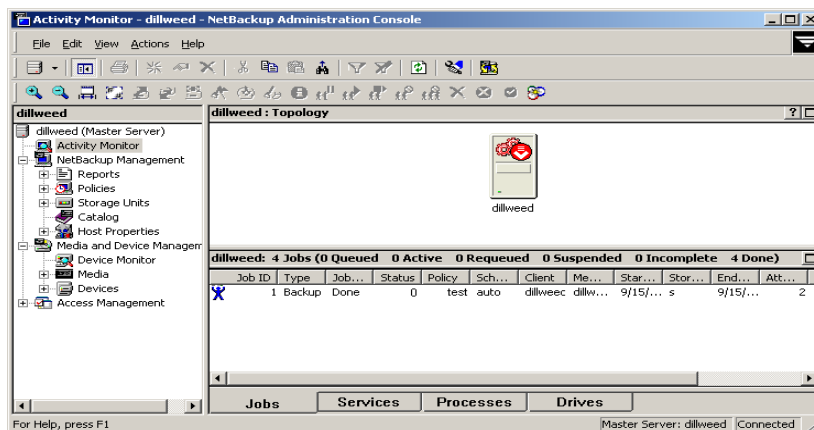 Activity Monitor - dillweed - NetBackup Administration Console
File Edit View Actions Help
dillweed
dillweed (Master Server)
Activity Monitor
NetBackup Management
Reports
Policies
Storage Units
Catalog
Host Properties
Media and Device Managem
Device Monitor
Media
Devices
Access Management
dillweed : Topology
dillweed
dillweed: 4 Jobs (0 Queued 0 Active 0 Requeued 0 Suspended 0 Incomplete 4 Done)
Job ID Type Job... Status Policy Sch... Client Me... Star... Stor... End... Att...
1 Backup Done 0 test auto dillweec dillw... 9/15/... s 9/15/... 2
Jobs Services Processes Drives
For Help, press F1
Master Server: dillweed Connected